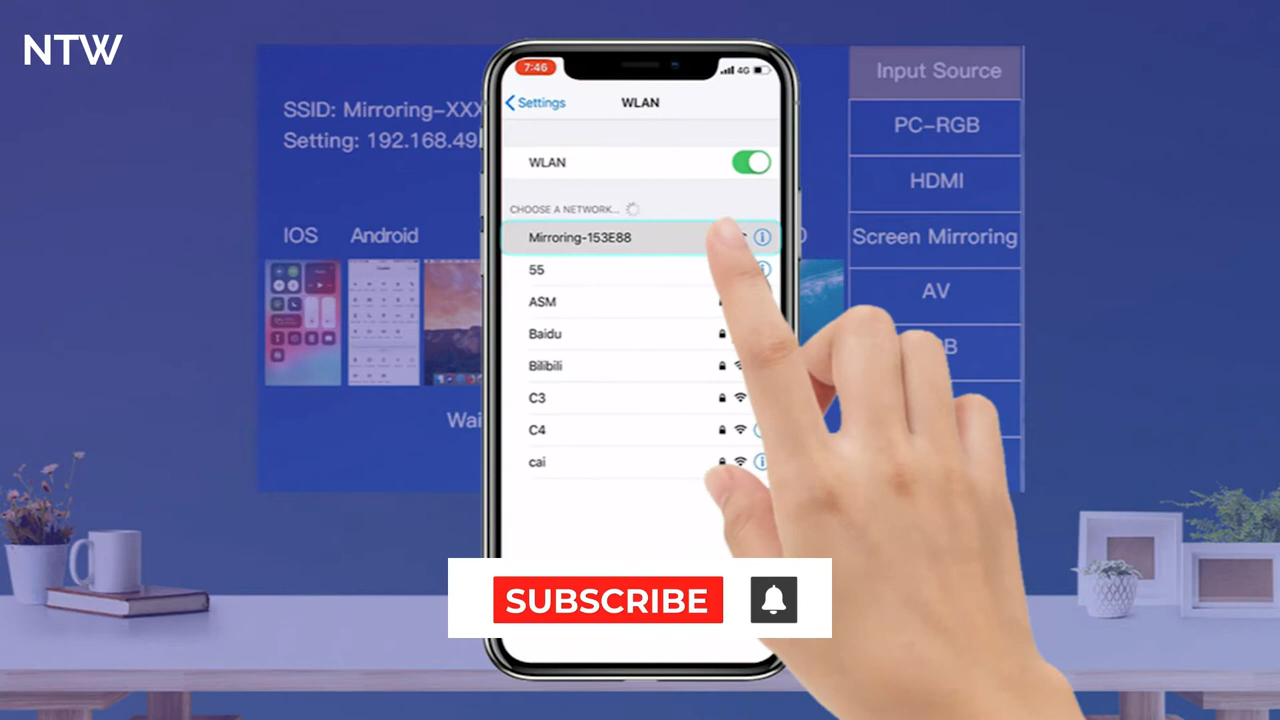 NTW
SSID: Mirroring-XXX
Setting: 192.168.49
IOS
Android
Input Source
PC-RGB
HDMI
Screen Mirroring
AV
7:46
4G
Settings
WLAN
WLAN
CHOOSE A NETWORK...
Mirroring-153E88
55
ASM
Baidu
Bilibili
C3
C4
cai
SUBSCRIBE